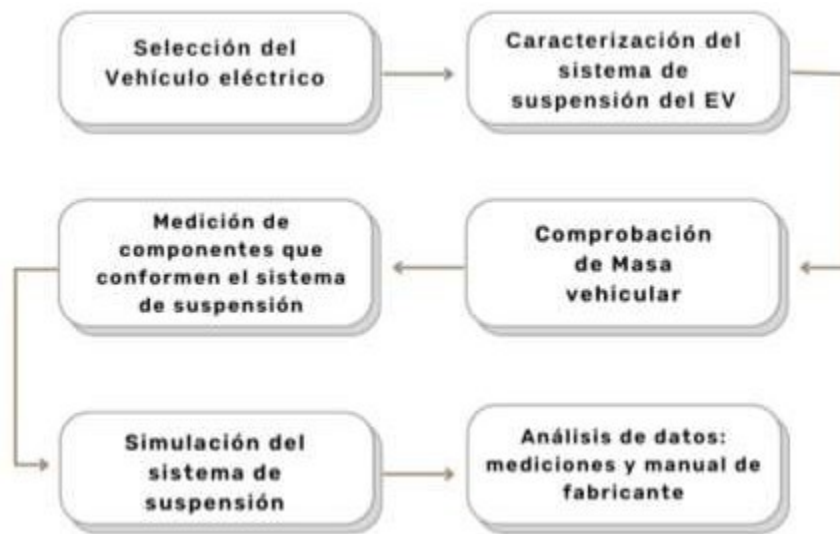 Selección del
Vehículo eléctrico
Caracterización del
sistema de
suspensión del EV
Comprobación
de Masa
vehicular
Medición de
componentes que
conformen el sistema
de suspensión
Simulación del
sistema de
suspensión
Análisis de datos:
mediciones y manual de
fabricante